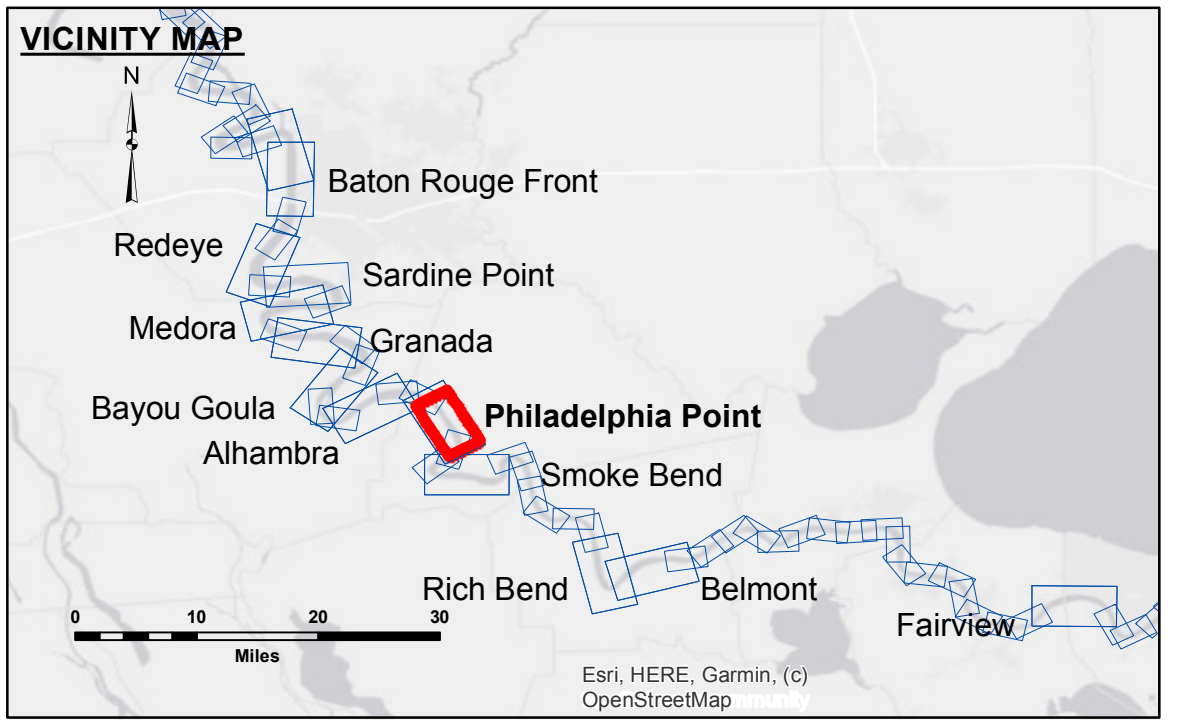 VICINITY MAP
N
Baton Rouge Front
Redeye
Sardine Point
Medora
Granada
Bayou Goula
Philadelphia Point
Alhambra
Smoke Bend
Rich Bend
Belmont
Fairview
0 10 20 30
Miles
Esri, HERE, Garmin, (c)
OpenStreetMap